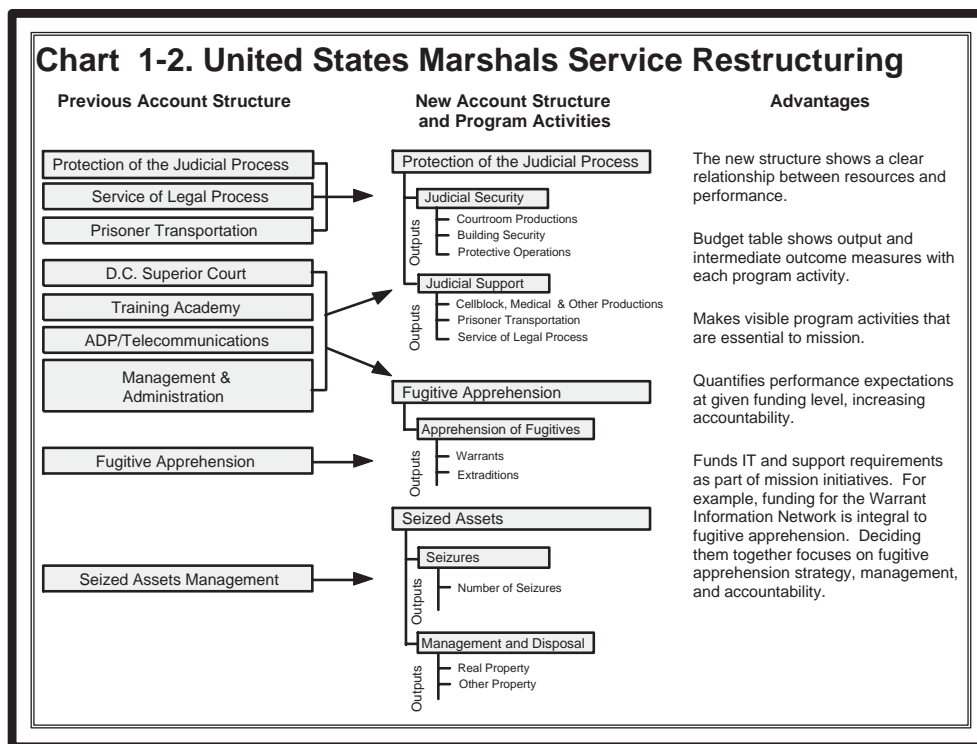 Chart 1-2. United States Marshals Service Restructuring
Previous Account Structure
Protection of the Judicial Process
Service of Legal Process
Prisoner Transportation
D.C. Superior Court
Training Academy
ADP/Telecommunications
Management &
Administration
Fugitive Apprehension
Seized Assets Management
New Account Structure
and Program Activities
Protection of the Judicial Process
Judicial Security
Outputs
Courtroom Productions
Building Security
Protective Operations
Judicial Support
Outputs
Cellblock, Medical & Other Productions
Prisoner Transportation
Service of Legal Process
Fugitive Apprehension
Apprehension of Fugitives
Outputs
Warrants
Extraditions
Seized Assets
Seizures
Outputs
Number of Seizures
Management and Disposal
Outputs
Real Property
Other Property
Advantages
The new structure shows a clear
relationship between resources and
performance.
Budget table shows output and
intermediate outcome measures with
each program activity.
Makes visible program activities that
are essential to mission.
Quantifies performance expectations
at given funding level, increasing
accountability.
Funds IT and support requirements
as part of mission initiatives. For
example, funding for the Warrant
Information Network is integral to
fugitive apprehension. Deciding
them together focuses on fugitive
apprehension strategy, management,
and accountability.